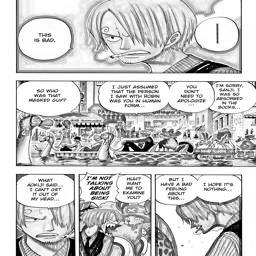 THIS
IS BAD.
I'M SORRY,
SANJI, I WAS
SO
ABSORBED
IN THE
BOOKS...
YOU
DON'T
NEED TO
APOLOGIZE
...
I JUST ASSUMED
THAT THE PERSON
I SAW WITH ROBIN
WAS YOU IN HUMAN
FORM...
SO WHO
WAS THAT
MASKED GUY?
I HOPE IT'S
NOTHING...
BUT I HAVE
A BAD
FEELING
ABOUT
THIS...
HUH?
WANT
ME TO
EXAMINE
YOU?
I'M NOT
TALKING
ABOUT
BEING
SICK!
WHAT
AOKIJI
SAID...
I CAN'T
GET IT
OUT OF
MY HEAD...